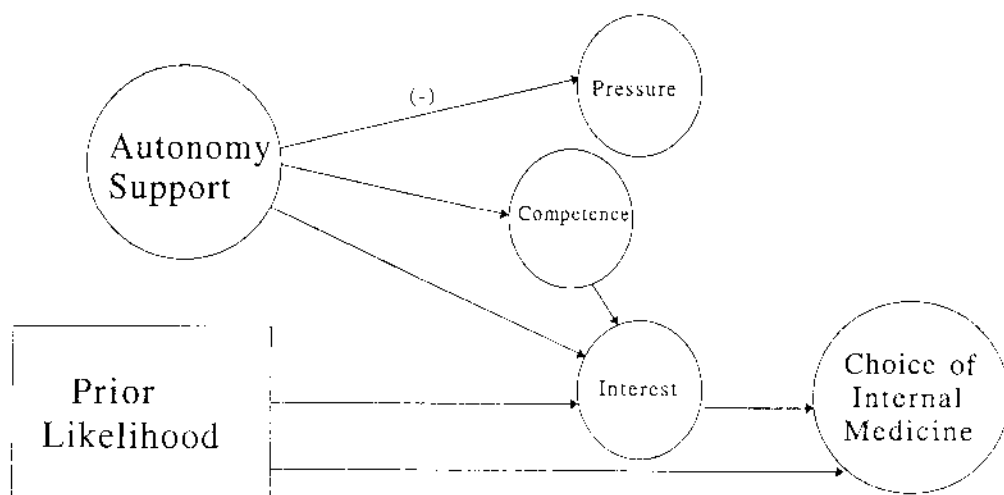 Pressure
(-)
Autonomy
Support
Competence
Prior
Likelihood
Interest
Choice of
Internal
Medicine